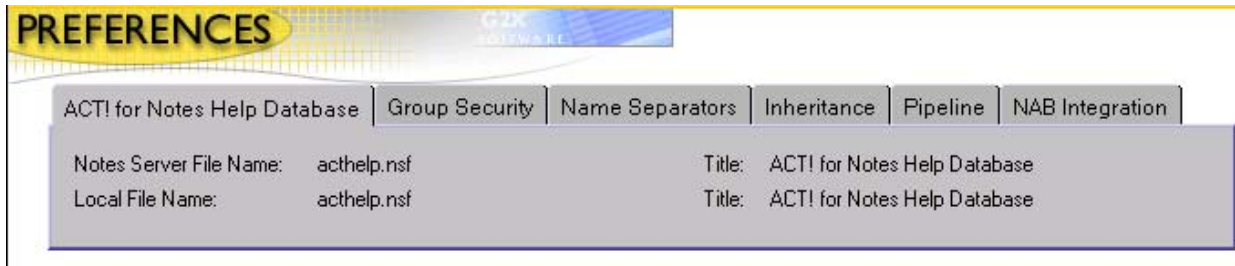 PREFERENCES
G2X
SOFTWARE
ACT! for Notes Help Database Group Security Name Separators Inheritance Pipeline NAB Integration
Notes Server File Name: acthelp.nsf Title: ACT! for Notes Help Database
Local File Name: acthelp.nsf Title: ACT! for Notes Help Database